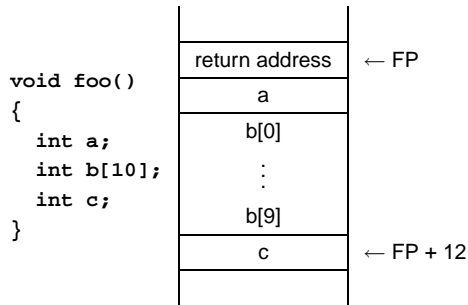 void foo()
{
int a;
int b[10];
int c;
}
return address
← FP
a
b[0]
⋮
b[9]
c
← FP + 12